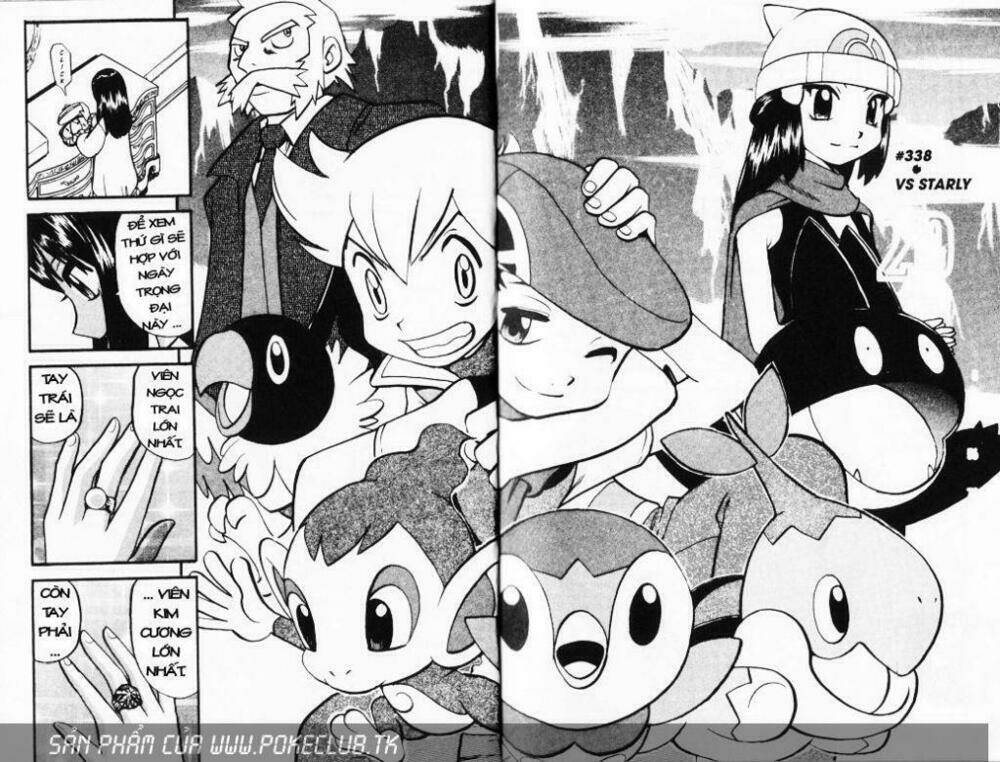 CLICK
ĐỂ XEM
THỨ GÌ SẼ
HỢP VỚI
NGÀY
TRỌNG
ĐẠI
NÀY ...
TAY
TRÁI
SẼ LÀ
VIÊN
NGỌC
TRAI
LỚN
NHẤT.
CÒN
TAY
PHẢI
...
... VIÊN
KIM
CƯƠNG
LỚN
NHẤT.
#338
VS STARLY
SẢN PHẨM CỦA WWW.POKECLUB.TK